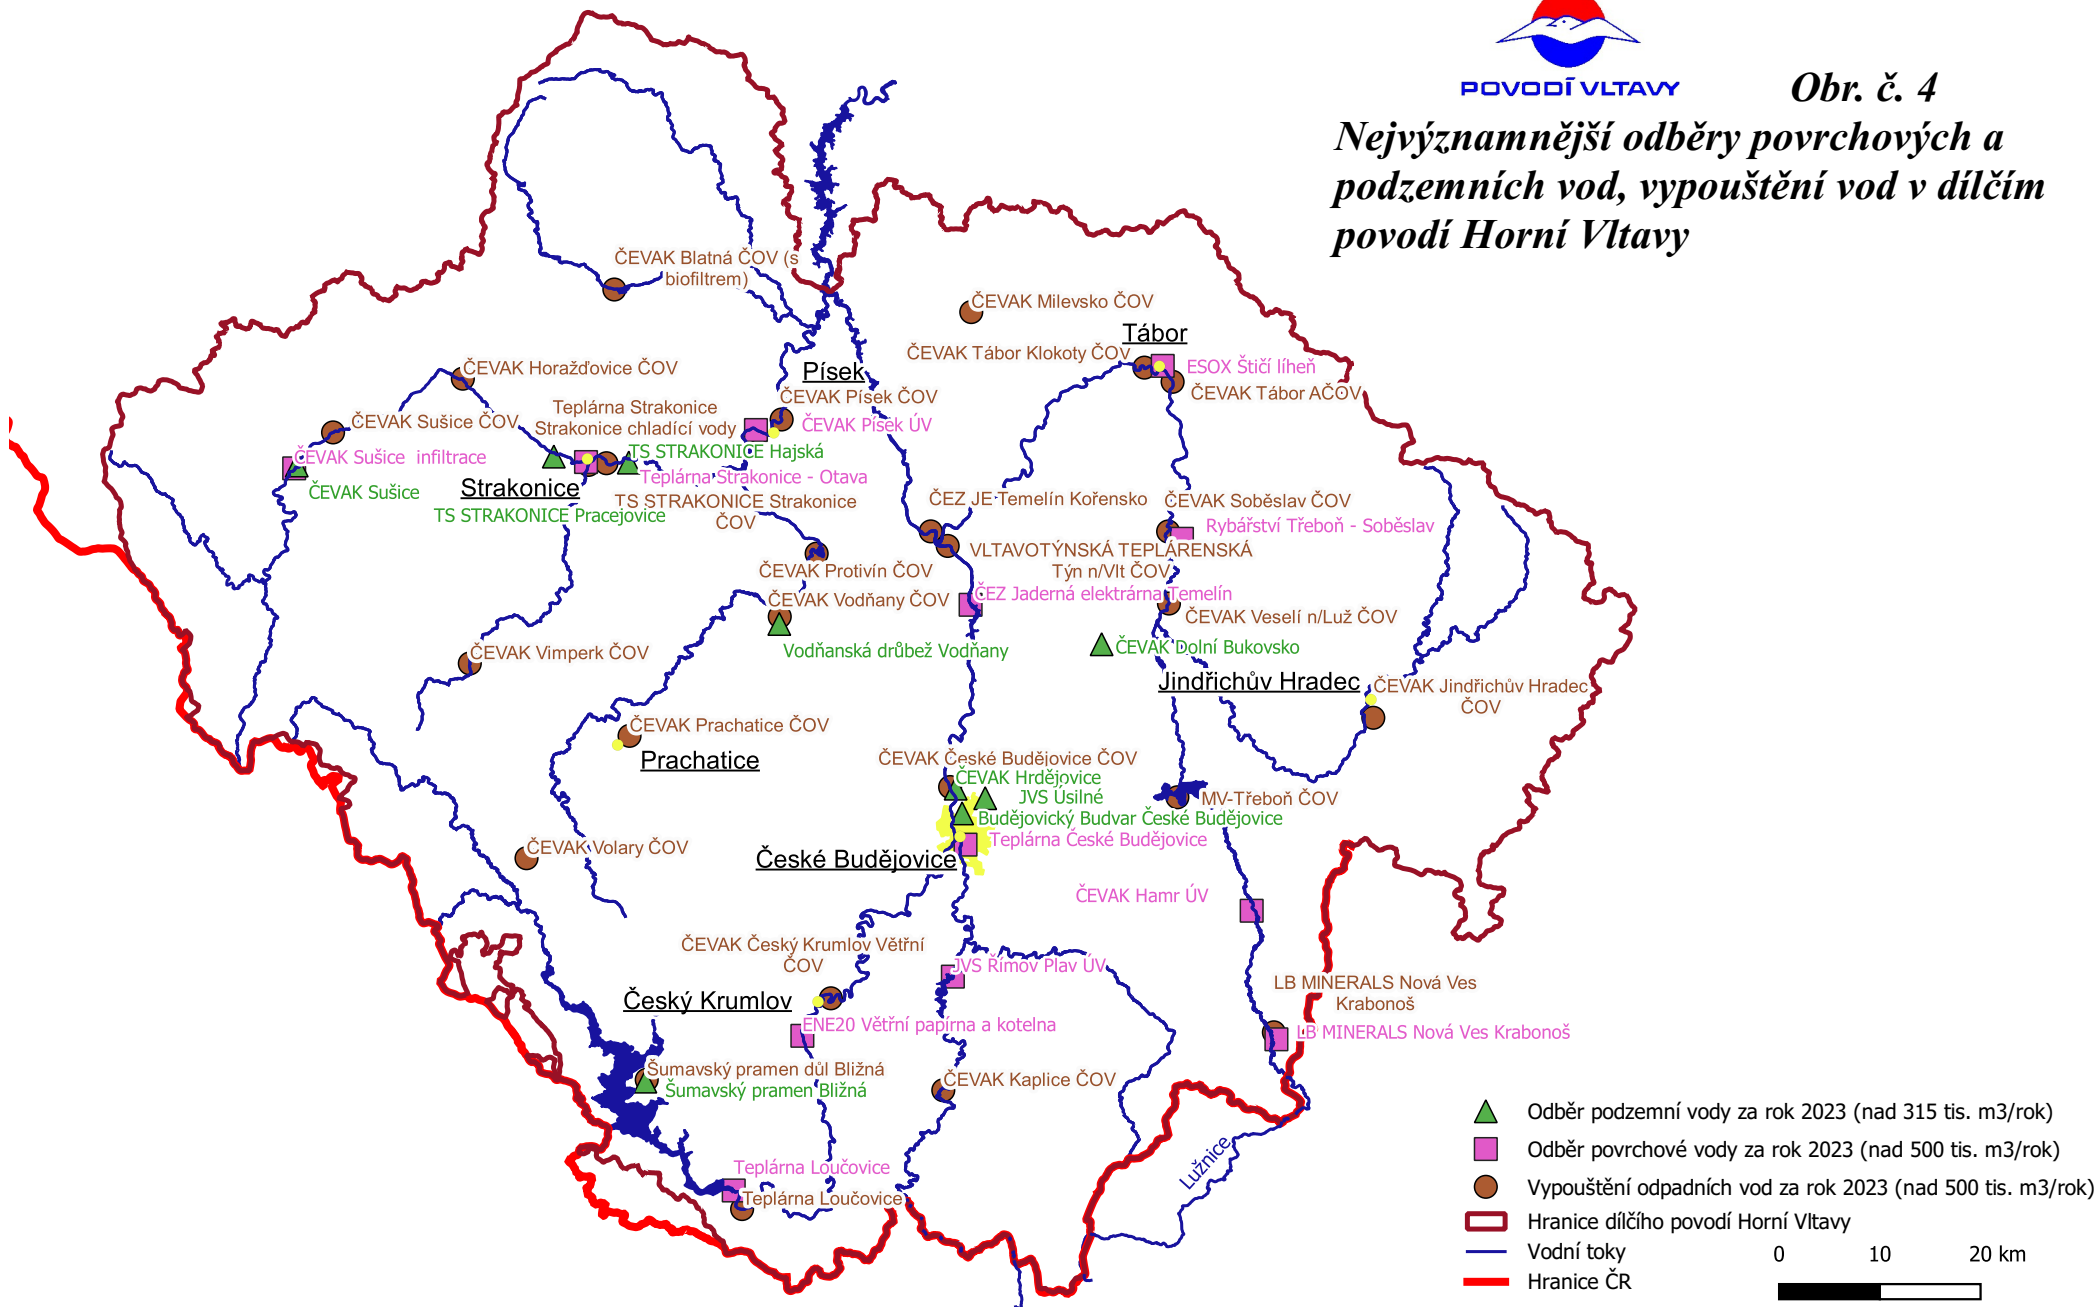 POVODÍ VLTAVY
Obr. č. 4
Nejvýznamnější odběry povrchových a
podzemních vod, vypouštění vod v dílčím
povodí Horní Vltavy
ČEVAK Blatná ČOV (s
biofiltrem)
ČEVAK Milevsko ČOV
Tábor
ČEVAK Tábor Klokoty ČOV
ESOX Štičí líheň
ČEVAK Tábor AČOV
ČEVAK Horažďovice ČOV
Písek
ČEVAK Písek ČOV
ČEVAK Písek ÚV
Teplárna Strakonice
Strakonice chladící vody
ČEVAK Sušice ČOV
ČEVAK Sušice infiltrace
ČEVAK Sušice
TS STRAKONICE Hajská
Teplárna Strakonice - Otava
Strakonice
TS STRAKONICE Pracejovice
TS STRAKONICE Strakonice
ČOV
ČEZ JE Temelín Kořensko
ČEVAK Soběslav ČOV
Rybářství Třeboň - Soběslav
VLTAVOTÝNSKÁ TEPLÁRENSKÁ
Týn n/Vlt ČOV
ČEVAK Protivín ČOV
ČEVAK Vodňany ČOV
ČEZ Jaderná elektrárna Temelín
ČEVAK Veselí n/Luž ČOV
Vodňanská drůbež Vodňany
ČEVAK Dolní Bukovsko
ČEVAK Vimperk ČOV
Jindřichův Hradec
ČEVAK Jindřichův Hradec
ČOV
ČEVAK Prachatice ČOV
Prachatice
ČEVAK České Budějovice ČOV
ČEVAK Hrdějovice
JVS Úsilné
MV-Třeboň ČOV
Budějovický Budvar České Budějovice
Teplárna České Budějovice
České Budějovice
ČEVAK Volary ČOV
ČEVAK Hamr ÚV
ČEVAK Český Krumlov Větřní
ČOV
JVS Římov Plav ÚV
Český Krumlov
LB MINERALS Nová Ves
Krabonoš
ENE20 Větřní papírna a kotelna
LB MINERALS Nová Ves Krabonoš
Šumavský pramen důl Bližná
Šumavský pramen Bližná
ČEVAK Kaplice ČOV
Lužnice
Teplárna Loučovice
Teplárna Loučovice
Odběr podzemní vody za rok 2023 (nad 315 tis. m3/rok)
Odběr povrchové vody za rok 2023 (nad 500 tis. m3/rok)
Vypouštění odpadních vod za rok 2023 (nad 500 tis. m3/rok)
Hranice dílčího povodí Horní Vltavy
Vodní toky
Hranice ČR
0 10 20 km